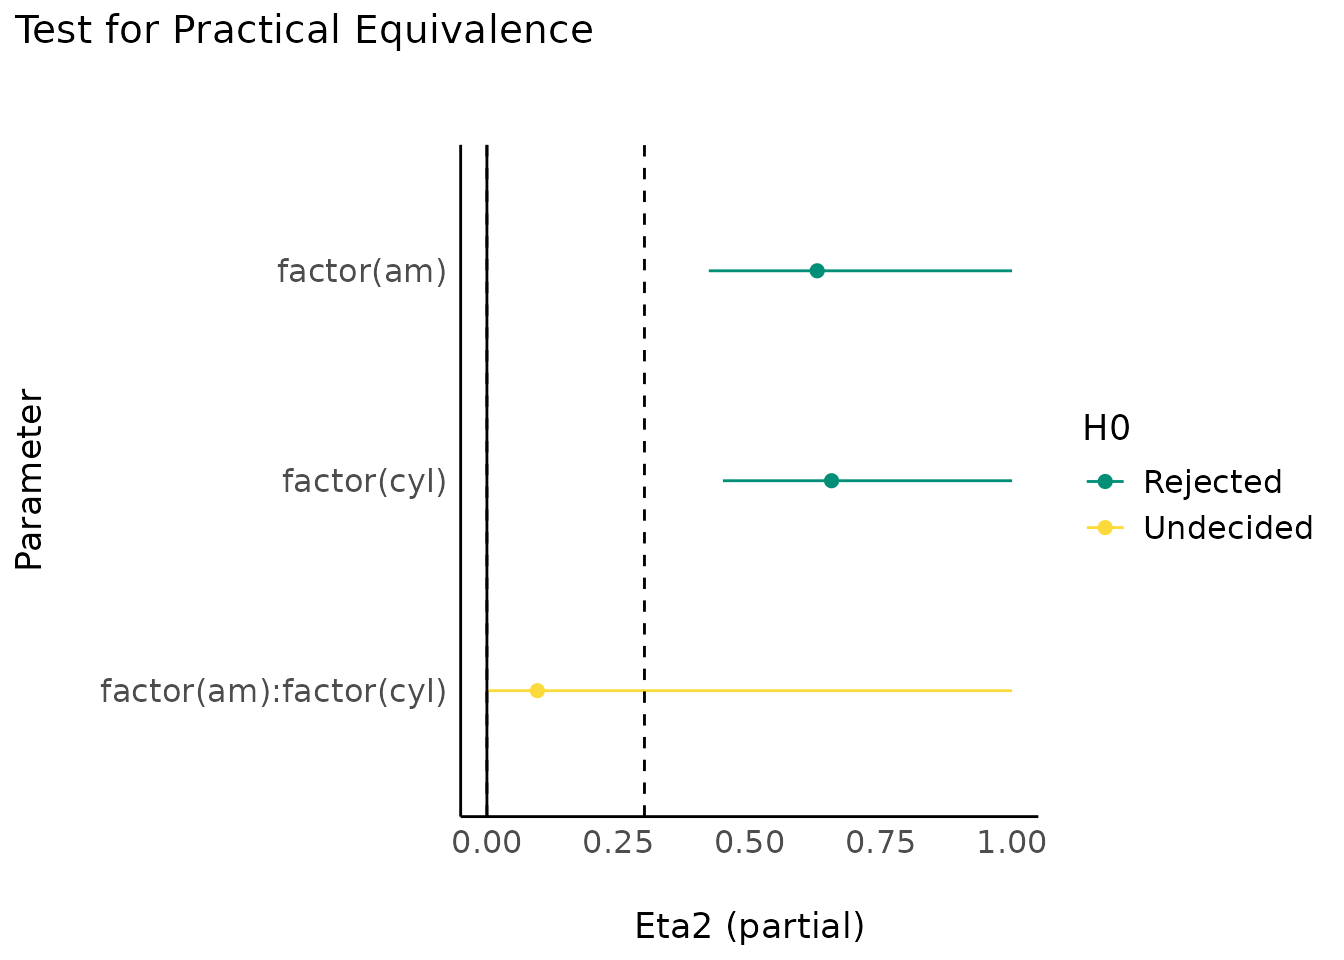 Test for Practical Equivalence
factor(am)
factor(cyl)
factor(am):factor(cyl)
Parameter
0.00 0.25 0.50 0.75 1.00
Eta2 (partial)
H0
Rejected
Undecided